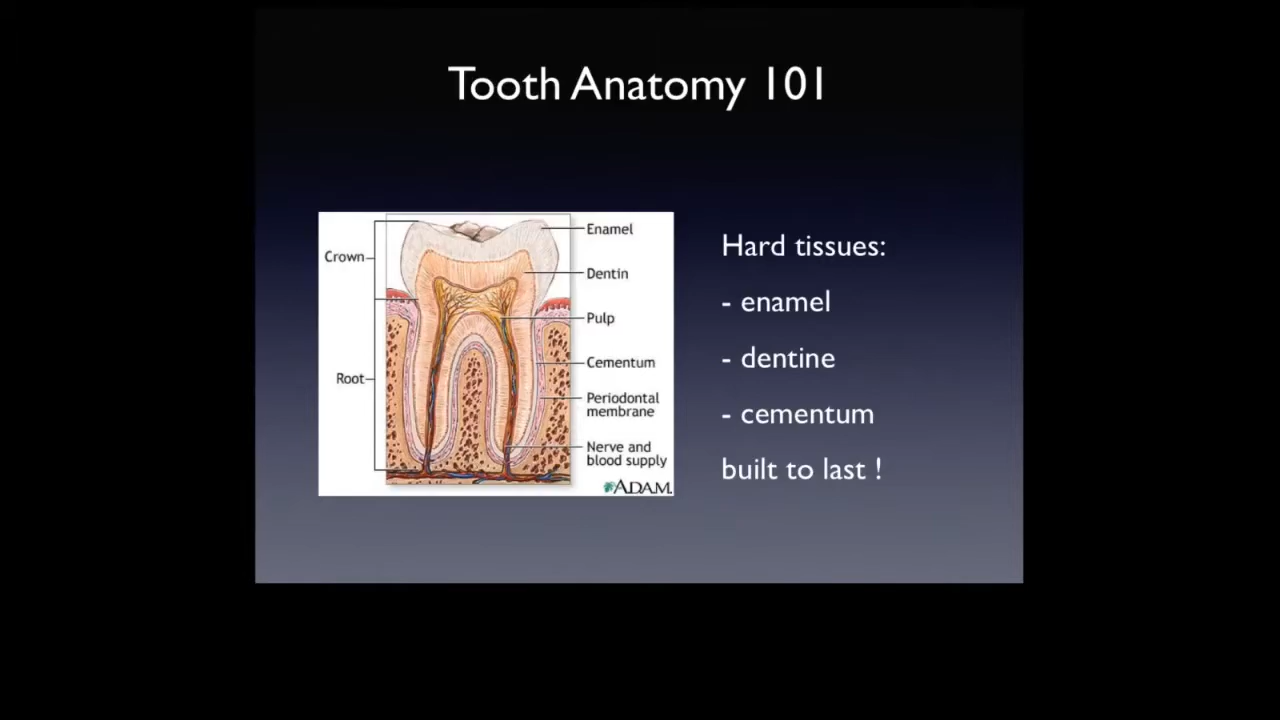 Tooth Anatomy 101
Crown
Root
Enamel
Dentin
Pulp
Cementum
Periodontal
membrane
Nerve and
blood supply
ADAM.
Hard tissues:
- enamel
- dentine
- cementum
built to last !